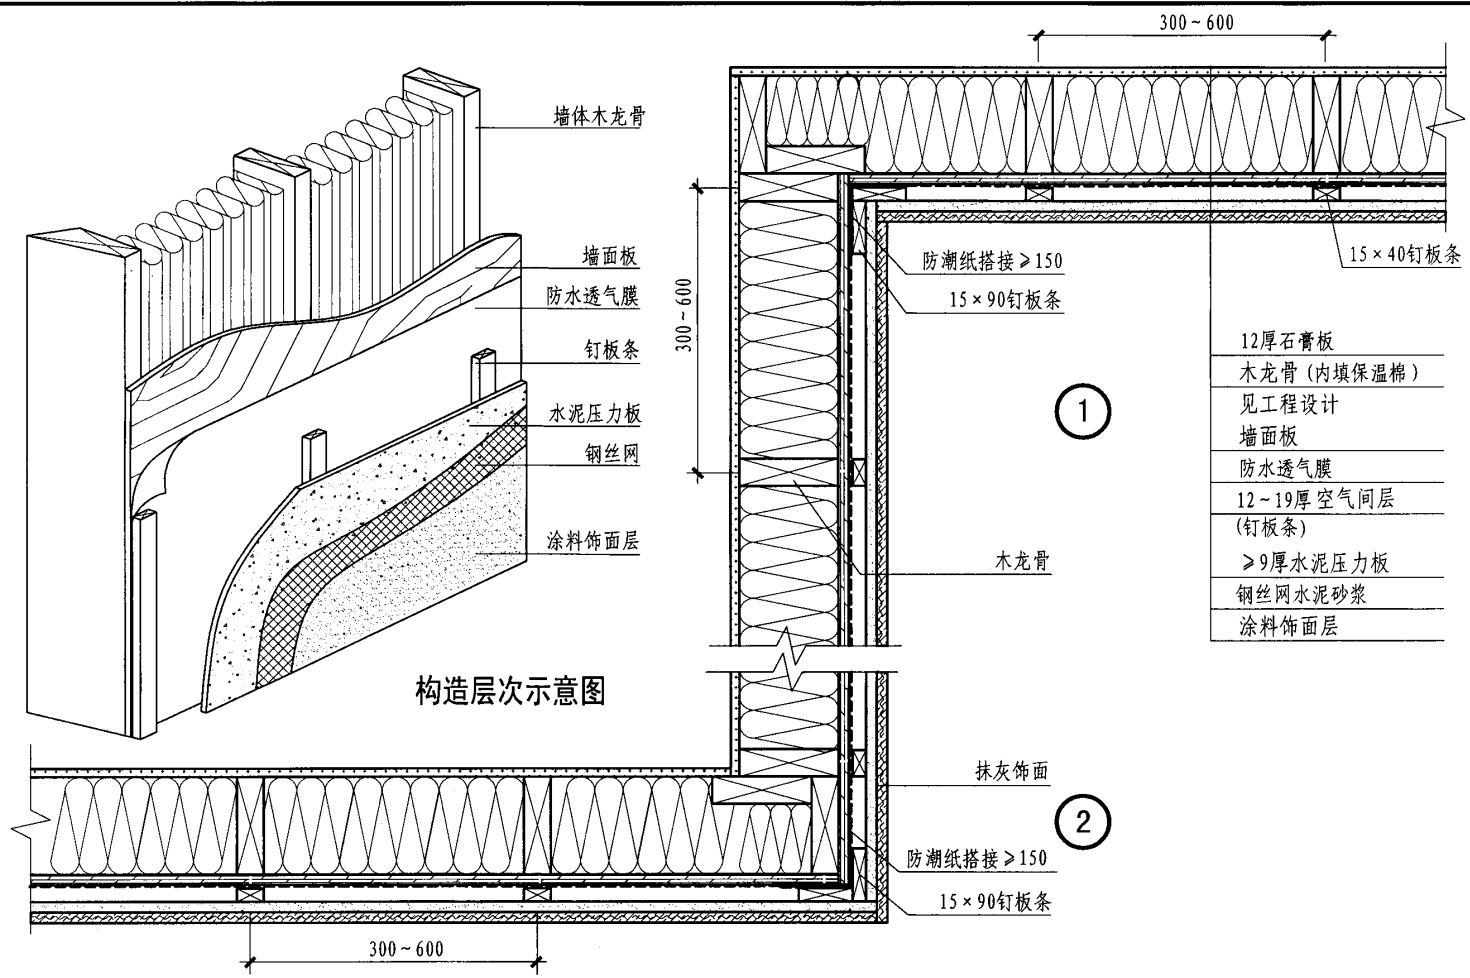 墙体木龙骨
墙面板
防水透气膜
钉板条
水泥压力板
钢丝网
涂料饰面层
构造层次示意图
300~600
300~600
防潮纸搭接≥150
15×90钉板条
15×40钉板条
12厚石膏板
木龙骨(内填保温棉)
见工程设计
墙面板
防水透气膜
12~19厚空气间层
(钉板条)
≥9厚水泥压力板
钢丝网水泥砂浆
涂料饰面层
1
木龙骨
抹灰饰面
2
防潮纸搭接≥150
15×90钉板条
300~600